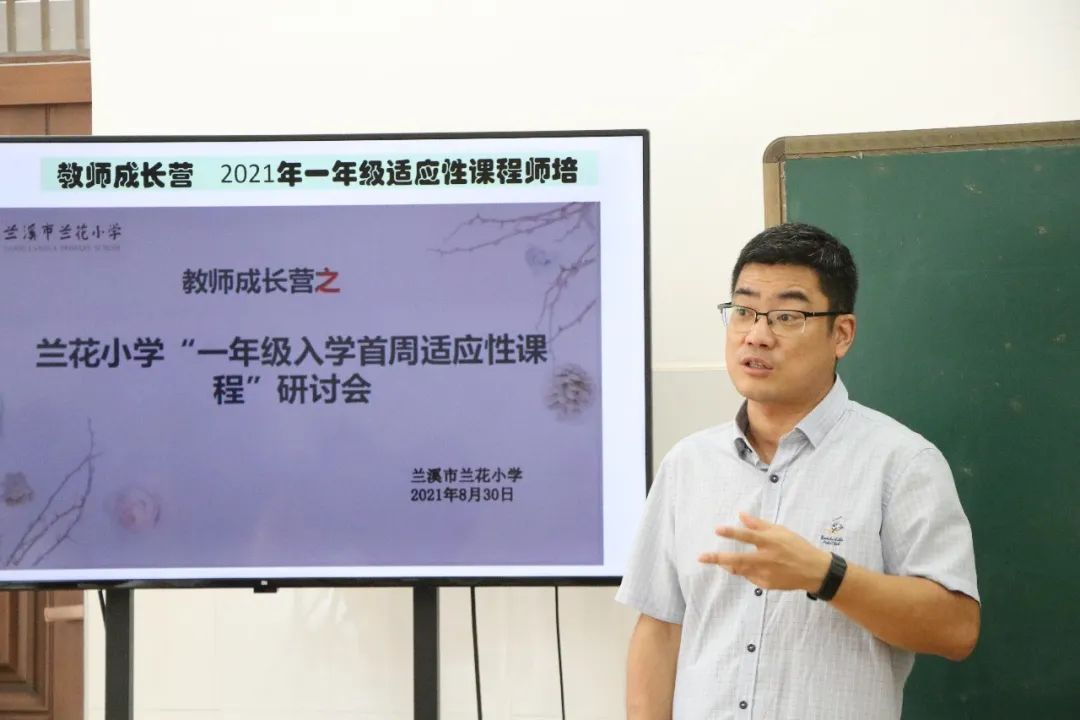 教师成长营 2021年一年级适应性课程师培
兰溪市兰花小学
教师成长营之
兰花小学“一年级入学首周适应性课
程”研讨会
兰溪市兰花小学
2021年8月30日